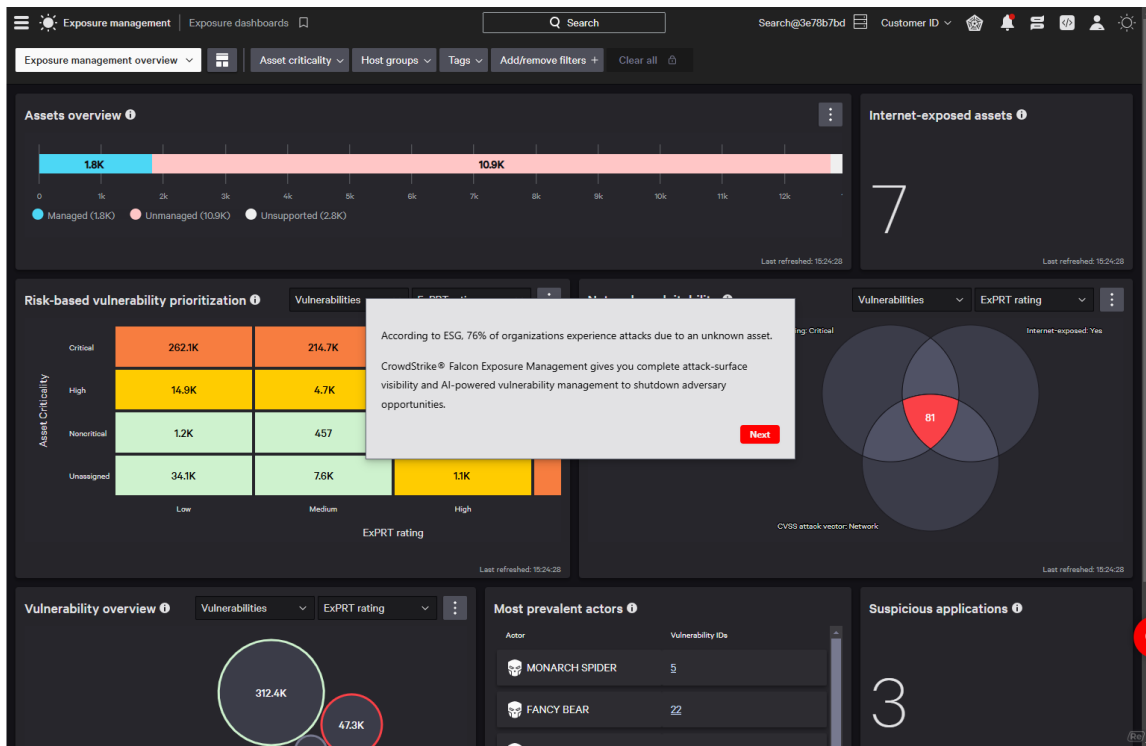 Exposure management
Exposure dashboards
Search
Search@3e78b7bd
Customer ID
Exposure management overview
Asset criticality
Host groups
Tags
Add/remove filters +
Clear all
Assets overview
1.8K
10.9K
0 1k 2k 3k 4k 5k 6k 7k 8k 9k 10k 11k 12k
Managed (1.8K) Unmanaged (10.9K) Unsupported (2.8K)
Last refreshed: 15:24:28
Internet-exposed assets
7
Last refreshed: 15:24:28
Risk-based vulnerability prioritization
Vulnerabilities
Asset Criticality
Critical 262.1K 214.7K
High 14.9K 4.7K
Noncritical 1.2K 457
Unassigned 34.1K 7.6K 1.1K
Low Medium High
ExPRT rating
Last refreshed: 15:24:28
According to ESG, 76% of organizations experience attacks due to an unknown asset.
CrowdStrike® Falcon Exposure Management gives you complete attack-surface
visibility and AI-powered vulnerability management to shutdown adversary
opportunities.
Next
Vulnerabilities
ExPRT rating
Critical
Internet-exposed: Yes
81
CVSS attack vector: Network
Last refreshed: 15:24:28
Vulnerability overview
Vulnerabilities
ExPRT rating
312.4K
47.3K
Most prevalent actors
Actor Vulnerability IDs
MONARCH SPIDER 5
FANCY BEAR 22
Suspicious applications
3